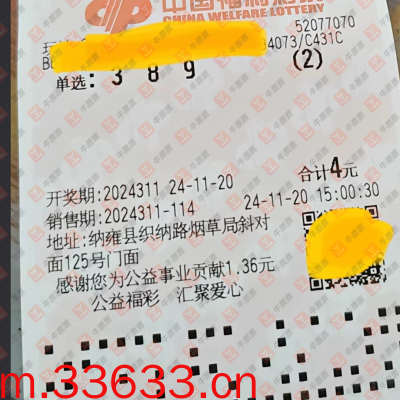 中国福利彩票
CHINA WELFARE LOTTERY
52077070
04073/C431C
单选: 3 8 9 (2)
合计4元
开奖期:2024311 24-11-20
销售期:2024311-114 24-11-20 15:00:30
地址:纳雍县织纳路烟草局斜对
面125号门面
感谢您为公益事业贡献1.36元
公益福彩 汇聚爱心
m.33633.cn